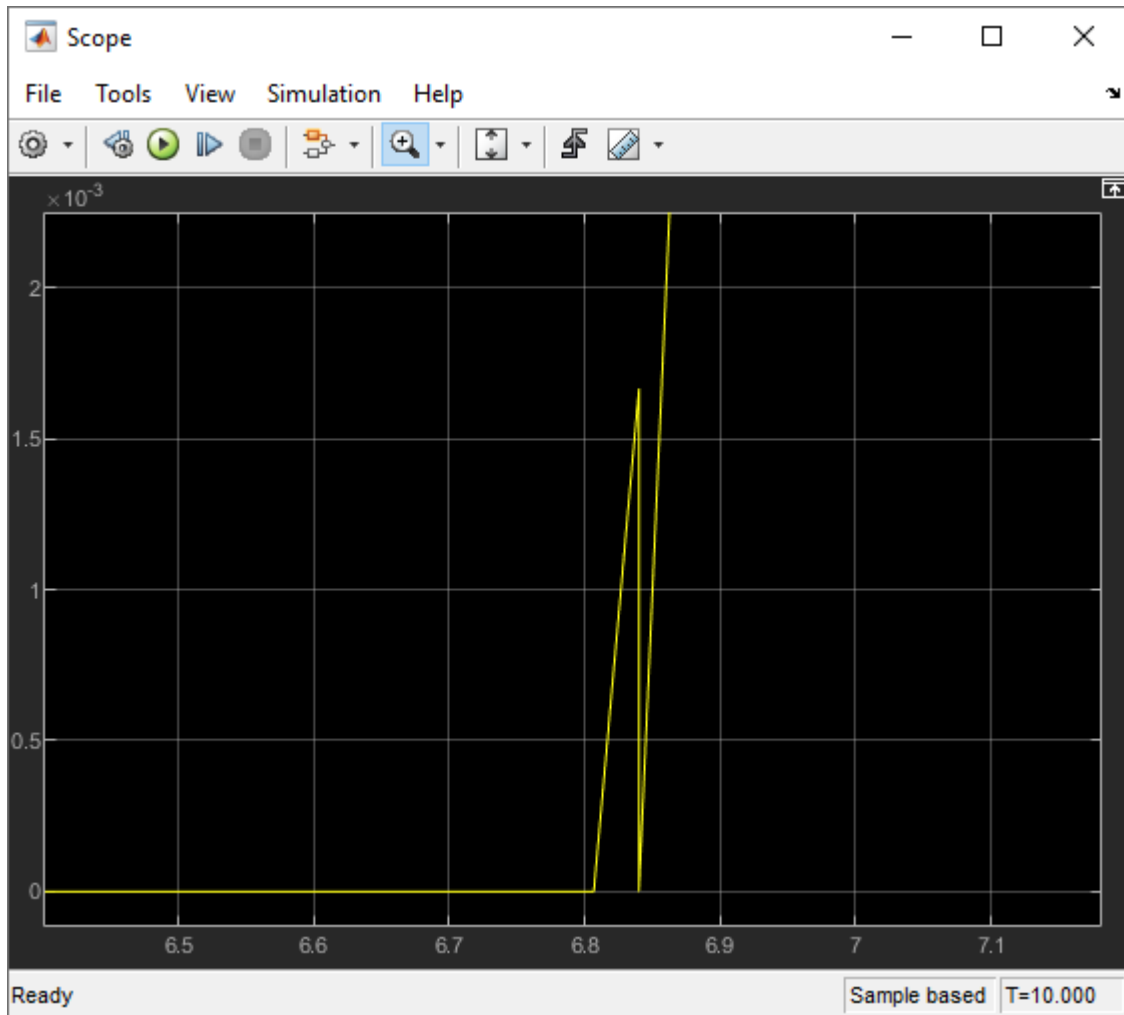 Scope
File Tools View Simulation Help
×10-3
2
1.5
1
0.5
0
6.5 6.6 6.7 6.8 6.9 7 7.1
Ready Sample based T=10.000